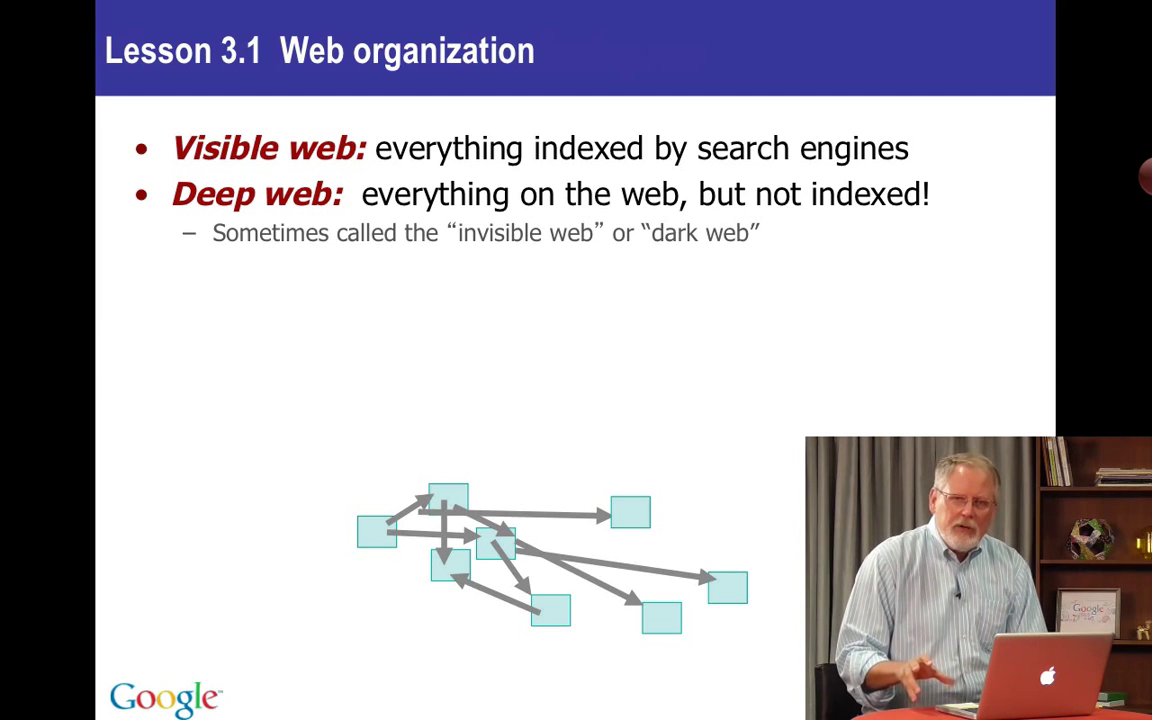 Lesson 3.1 Web organization
• Visible web: everything indexed by search engines
• Deep web: everything on the web, but not indexed!
– Sometimes called the “invisible web” or “dark web”
Google
Google™